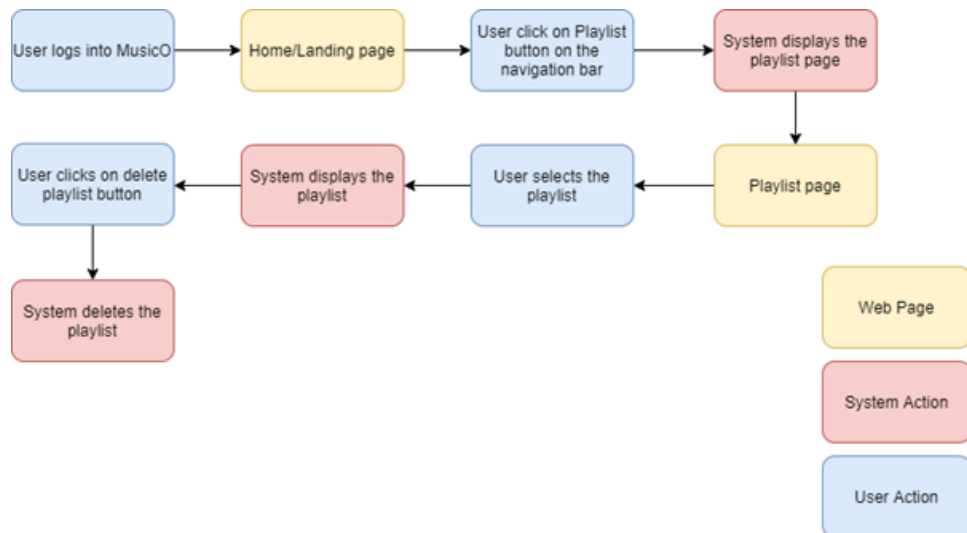 User logs into MusicO
Home/Landing page
User click on Playlist
button on the
navigation bar
System displays the
playlist page
User clicks on delete
playlist button
System displays the
playlist
User selects the
playlist
Playlist page
System deletes the
playlist
Web Page
System Action
User Action